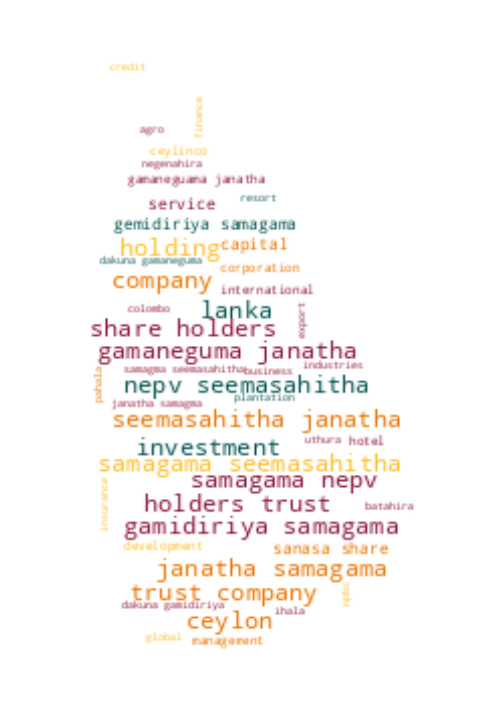 credit
finance
agro
ceylinco
negenahira
gamaneguama janatha
resort
service
gemidiriya samagama
holding
capital
dakuna gamaneguma
corporation
company
international
lanka
colombo
export
share holders
gamaneguma janatha
industries
samagma seemasahitha
business
nepv seemasahitha
pahala
plantation
janatha samagma
seemasahitha janatha
uthura
hotel
investment
samagama seemasahitha
samagama nepv
insurance
holders trust
batahira
gamidiriya samagama
development
sanasa share
janatha samagama
trust company
dakuna gamidiriya
ihala
ceylon
global
management